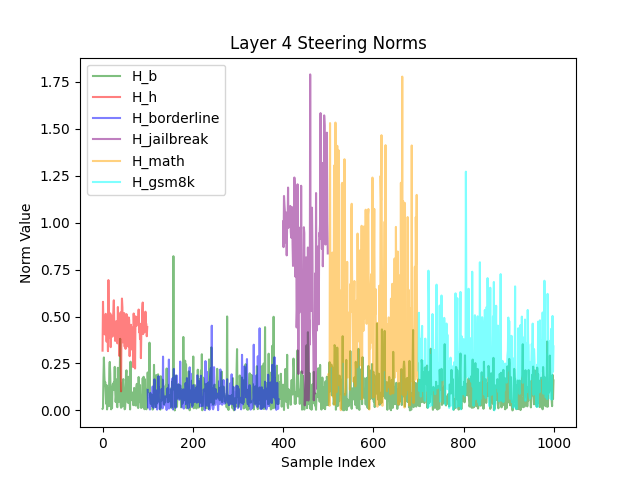 Layer 4 Steering Norms
H_b
H_h
H_borderline
H_jailbreak
H_math
H_gsm8k
Norm Value
1.75
1.50
1.25
1.00
0.75
0.50
0.25
0.00
0 200 400 600 800 1000
Sample Index